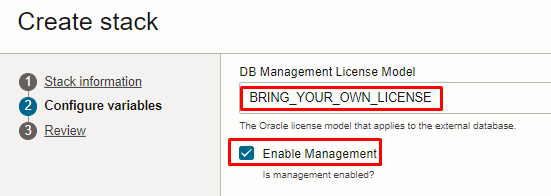 Create stack
1 Stack information
2 Configure variables
3 Review
DB Management License Model
BRING_YOUR_OWN_LICENSE
The Oracle license model that applies to the external database.
Enable Management
Is management enabled?